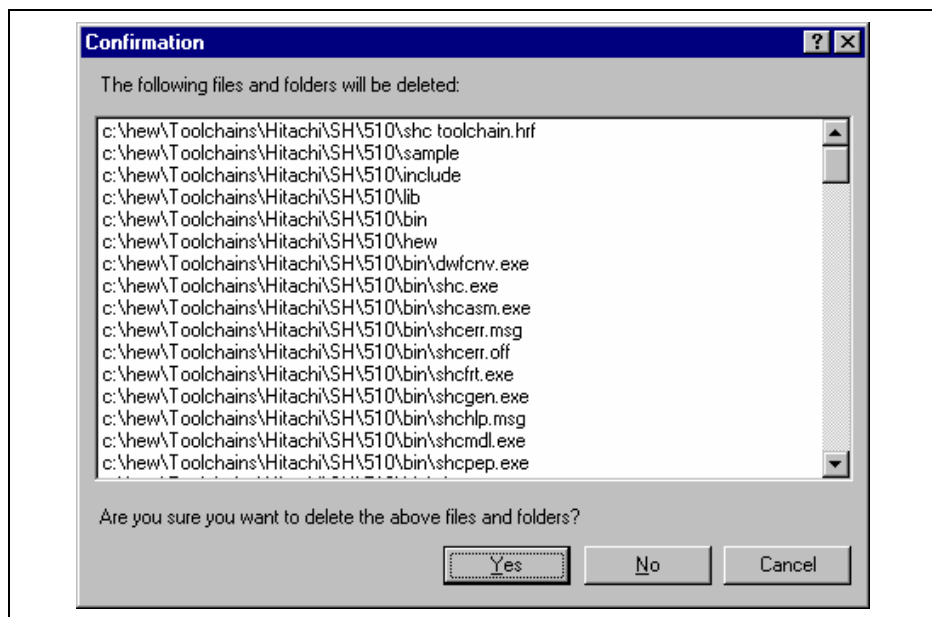 Confirmation
The following files and folders will be deleted:
c:\hew\Toolchains\Hitachi\SH\510\shc toolchain.hrf
c:\hew\Toolchains\Hitachi\SH\510\sample
c:\hew\Toolchains\Hitachi\SH\510\include
c:\hew\Toolchains\Hitachi\SH\510\lib
c:\hew\Toolchains\Hitachi\SH\510\bin
c:\hew\Toolchains\Hitachi\SH\510\hew
c:\hew\Toolchains\Hitachi\SH\510\bin\dwfcnv.exe
c:\hew\Toolchains\Hitachi\SH\510\bin\shc.exe
c:\hew\Toolchains\Hitachi\SH\510\bin\shcasm.exe
c:\hew\Toolchains\Hitachi\SH\510\bin\shcerr.msg
c:\hew\Toolchains\Hitachi\SH\510\bin\shcerr.off
c:\hew\Toolchains\Hitachi\SH\510\bin\shcfrt.exe
c:\hew\Toolchains\Hitachi\SH\510\bin\shcgen.exe
c:\hew\Toolchains\Hitachi\SH\510\bin\shchlp.msg
c:\hew\Toolchains\Hitachi\SH\510\bin\shcmdl.exe
c:\hew\Toolchains\Hitachi\SH\510\bin\shcpep.exe
Are you sure you want to delete the above files and folders?
Yes No Cancel